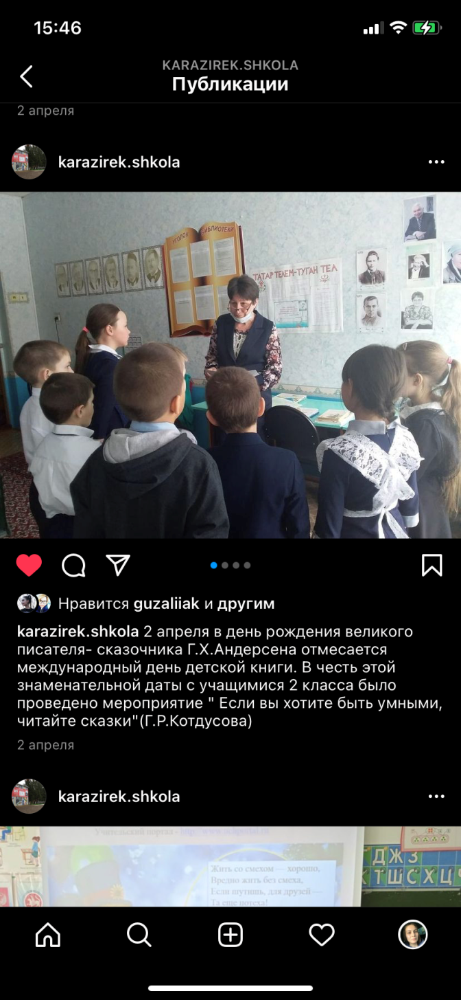 15:46
KARAZIREK.SHKOLA
Публикации
2 апреля
karazirek.shkola
УГОЛОК БИБЛИОТЕКИ
ТАТАР ТЕЛЕМ-ТУГАН ТЕЛ
Нравится guzaliiak и другим
karazirek.shkola 2 апреля в день рождения великого
писателя- сказочника Г.Х.Андерсена отмесается
международный день детской книги. В честь этой
знаменательной даты с учащимися 2 класса было
проведено мероприятие " Если вы хотите быть умными,
читайте сказки"(Г.Р.Котдусова)
2 апреля
karazirek.shkola
Учительский портал -
Жить со смехом — хорошо,
Вредно жить без смеха,
Если шутишь, для друзей —
Та еще потеха!
Д Ж З
К Т Ш С Х Ц Ч